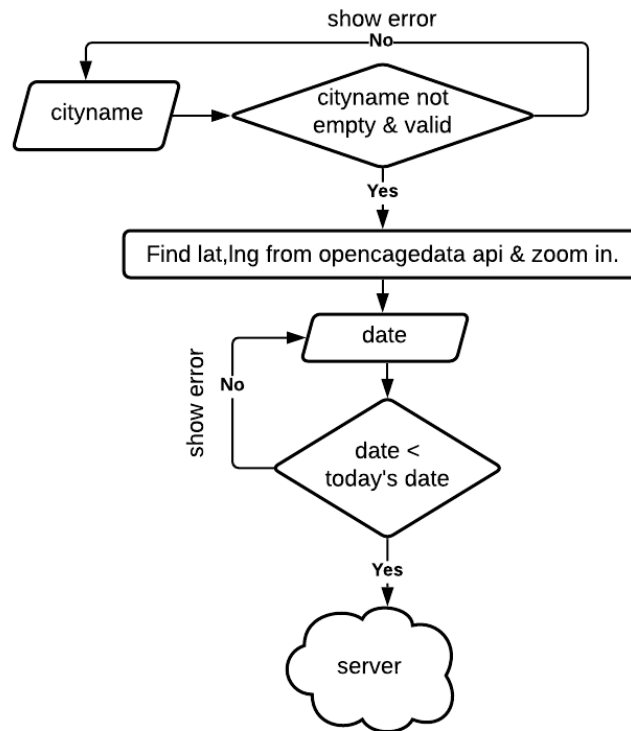 show error
No
cityname
cityname not
empty & valid
Yes
Find lat,lng from opencagedata api & zoom in.
date
show error
No
date <
today's date
Yes
server